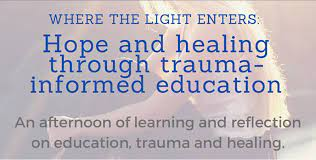 WHERE THE LIGHT ENTERS:
Hope and healing
through trauma-
informed education
An afternoon of learning and reflection
on education, trauma and healing.